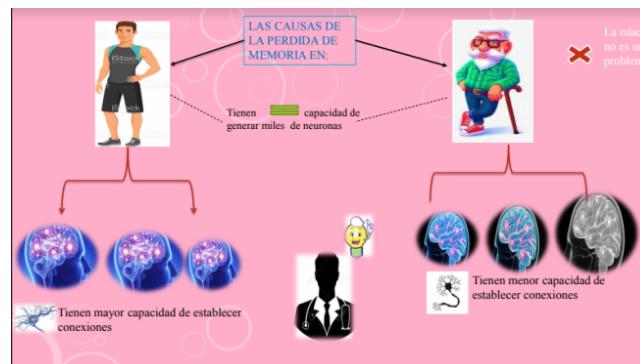 LAS CAUSAS DE
LA PERDIDA DE
MEMORIA EN:
La edad
no es un
problem
iStock
Tienen capacidad de
generar miles de neuronas
Tienen mayor capacidad de establecer
conexiones
Tienen menor capacidad de
establecer conexiones